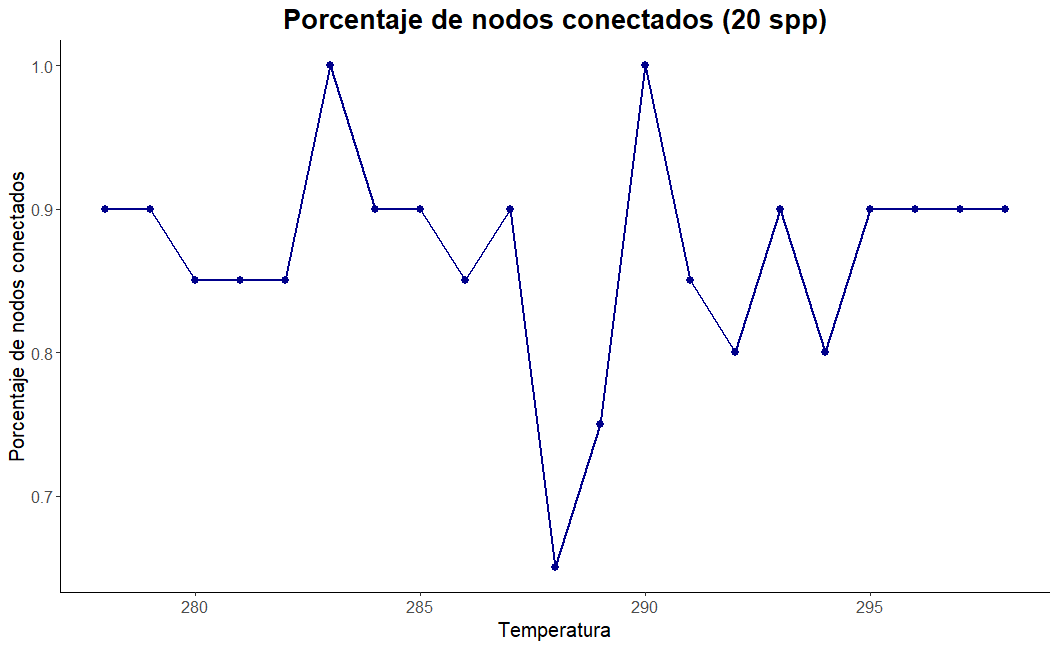 Porcentaje de nodos conectados (20 spp)
Porcentaje de nodos conectados
1.0
0.9
0.8
0.7
280
285
290
295
Temperatura